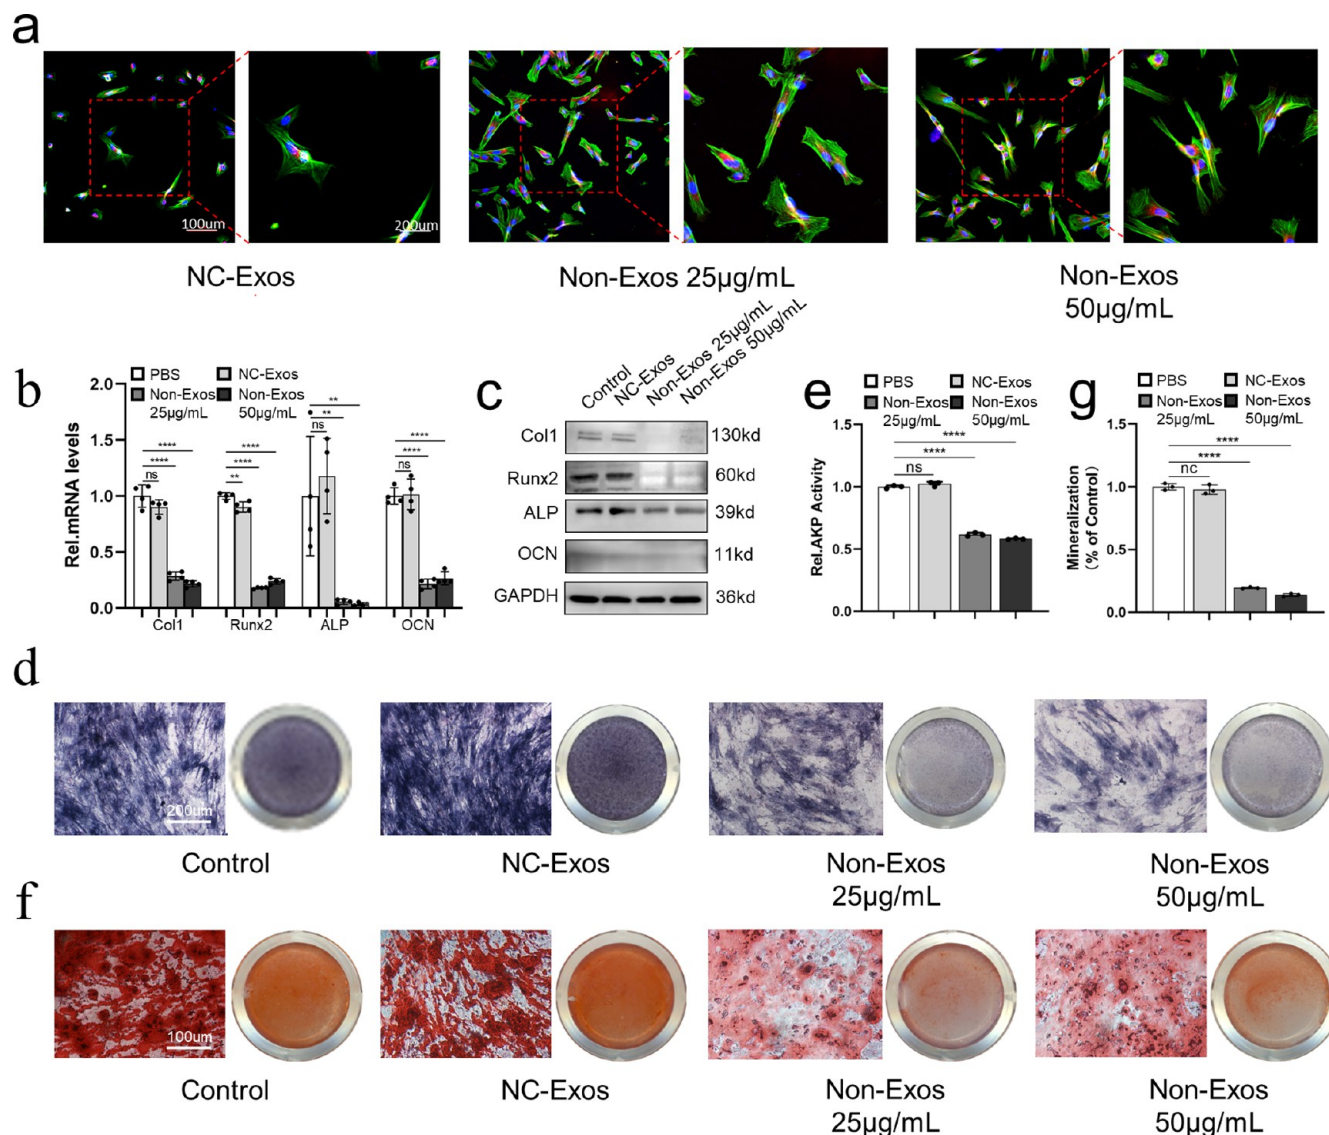 a
100um
200um
NC-Exos
Non-Exos 25µg/mL
Non-Exos
50µg/mL
b
PBS
NC-Exos
Non-Exos
25µg/mL
Non-Exos
50µg/mL
Rel.mRNA levels
2.0
1.5
1.0
0.5
0.0
****
****
ns
****
****
**
**
**
ns
****
****
ns
Col1
Runx2
ALP
OCN
c
Control
NC-Exos
Non-Exos 25µg/mL
Non-Exos 50µg/mL
Col1
130kd
Runx2
60kd
ALP
39kd
OCN
11kd
GAPDH
36kd
e
PBS
NC-Exos
Non-Exos
25µg/mL
Non-Exos
50µg/mL
Rel.AKP Activity
1.5
1.0
0.5
0.0
****
****
ns
g
PBS
NC-Exos
Non-Exos
25µg/mL
Non-Exos
50µg/mL
Mineralization
(% of Control)
1.5
1.0
0.5
0.0
****
****
nc
d
200um
Control
NC-Exos
Non-Exos
25µg/mL
Non-Exos
50µg/mL
f
100um
Control
NC-Exos
Non-Exos
25µg/mL
Non-Exos
50µg/mL